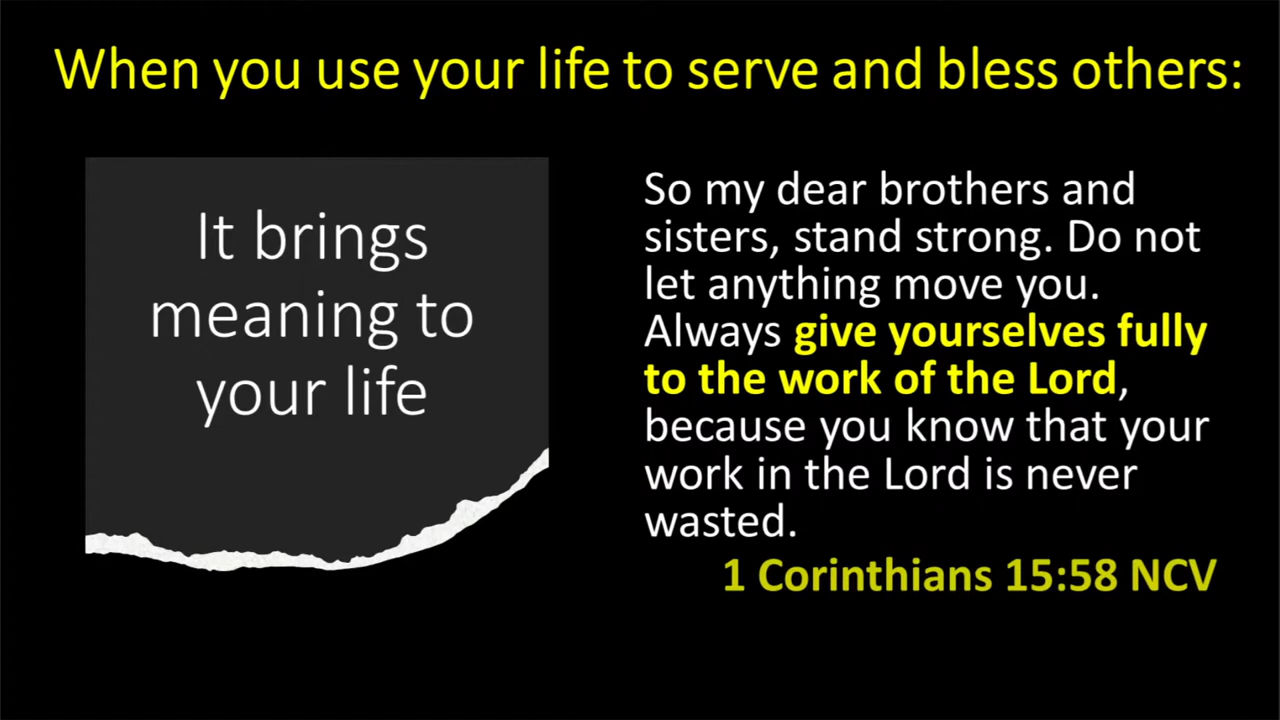 When you use your life to serve and bless others:
It brings
meaning to
your life
So my dear brothers and
sisters, stand strong. Do not
let anything move you.
Always give yourselves fully
to the work of the Lord,
because you know that your
work in the Lord is never
wasted.
1 Corinthians 15:58 NCV